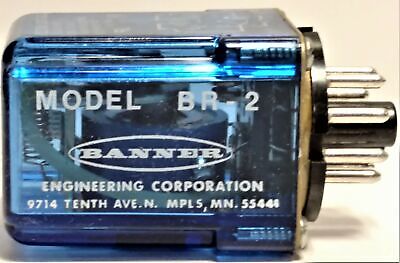 MODEL BR-2
BANNER
ENGINEERING CORPORATION
9714 TENTH AVE.N. MPLS, MN. 55441